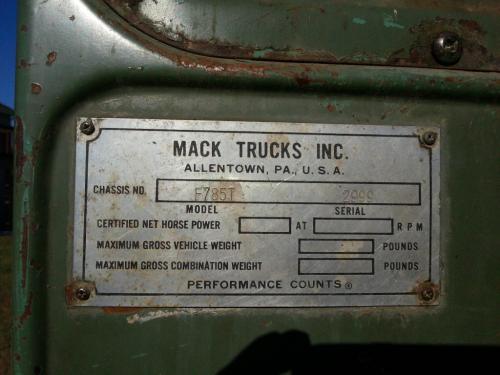 MACK TRUCKS INC.
ALLENTOWN, PA., U.S.A.
CHASSIS NO. F785T 2999
MODEL SERIAL
CERTIFIED NET HORSE POWER AT RPM
MAXIMUM GROSS VEHICLE WEIGHT POUNDS
MAXIMUM GROSS COMBINATION WEIGHT POUNDS
PERFORMANCE COUNTS®